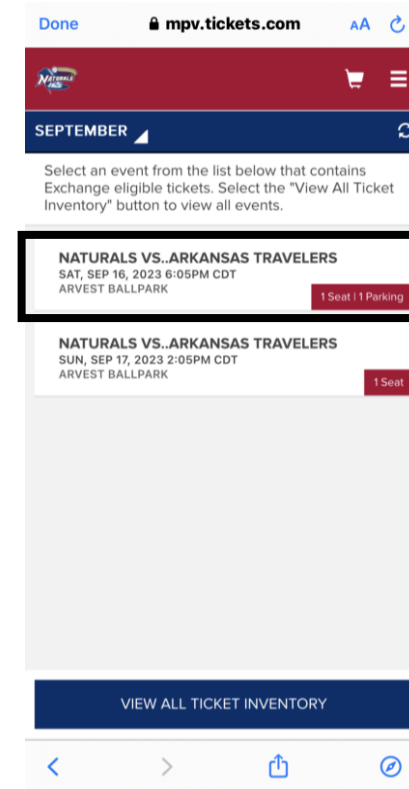 Done mpv.tickets.com AA
NATURALS
SEPTEMBER
Select an event from the list below that contains
Exchange eligible tickets. Select the "View All Ticket
Inventory" button to view all events.
NATURALS VS..ARKANSAS TRAVELERS
SAT, SEP 16, 2023 6:05PM CDT
ARVEST BALLPARK
1 Seat | 1 Parking
NATURALS VS..ARKANSAS TRAVELERS
SUN, SEP 17, 2023 2:05PM CDT
ARVEST BALLPARK
1 Seat
VIEW ALL TICKET INVENTORY